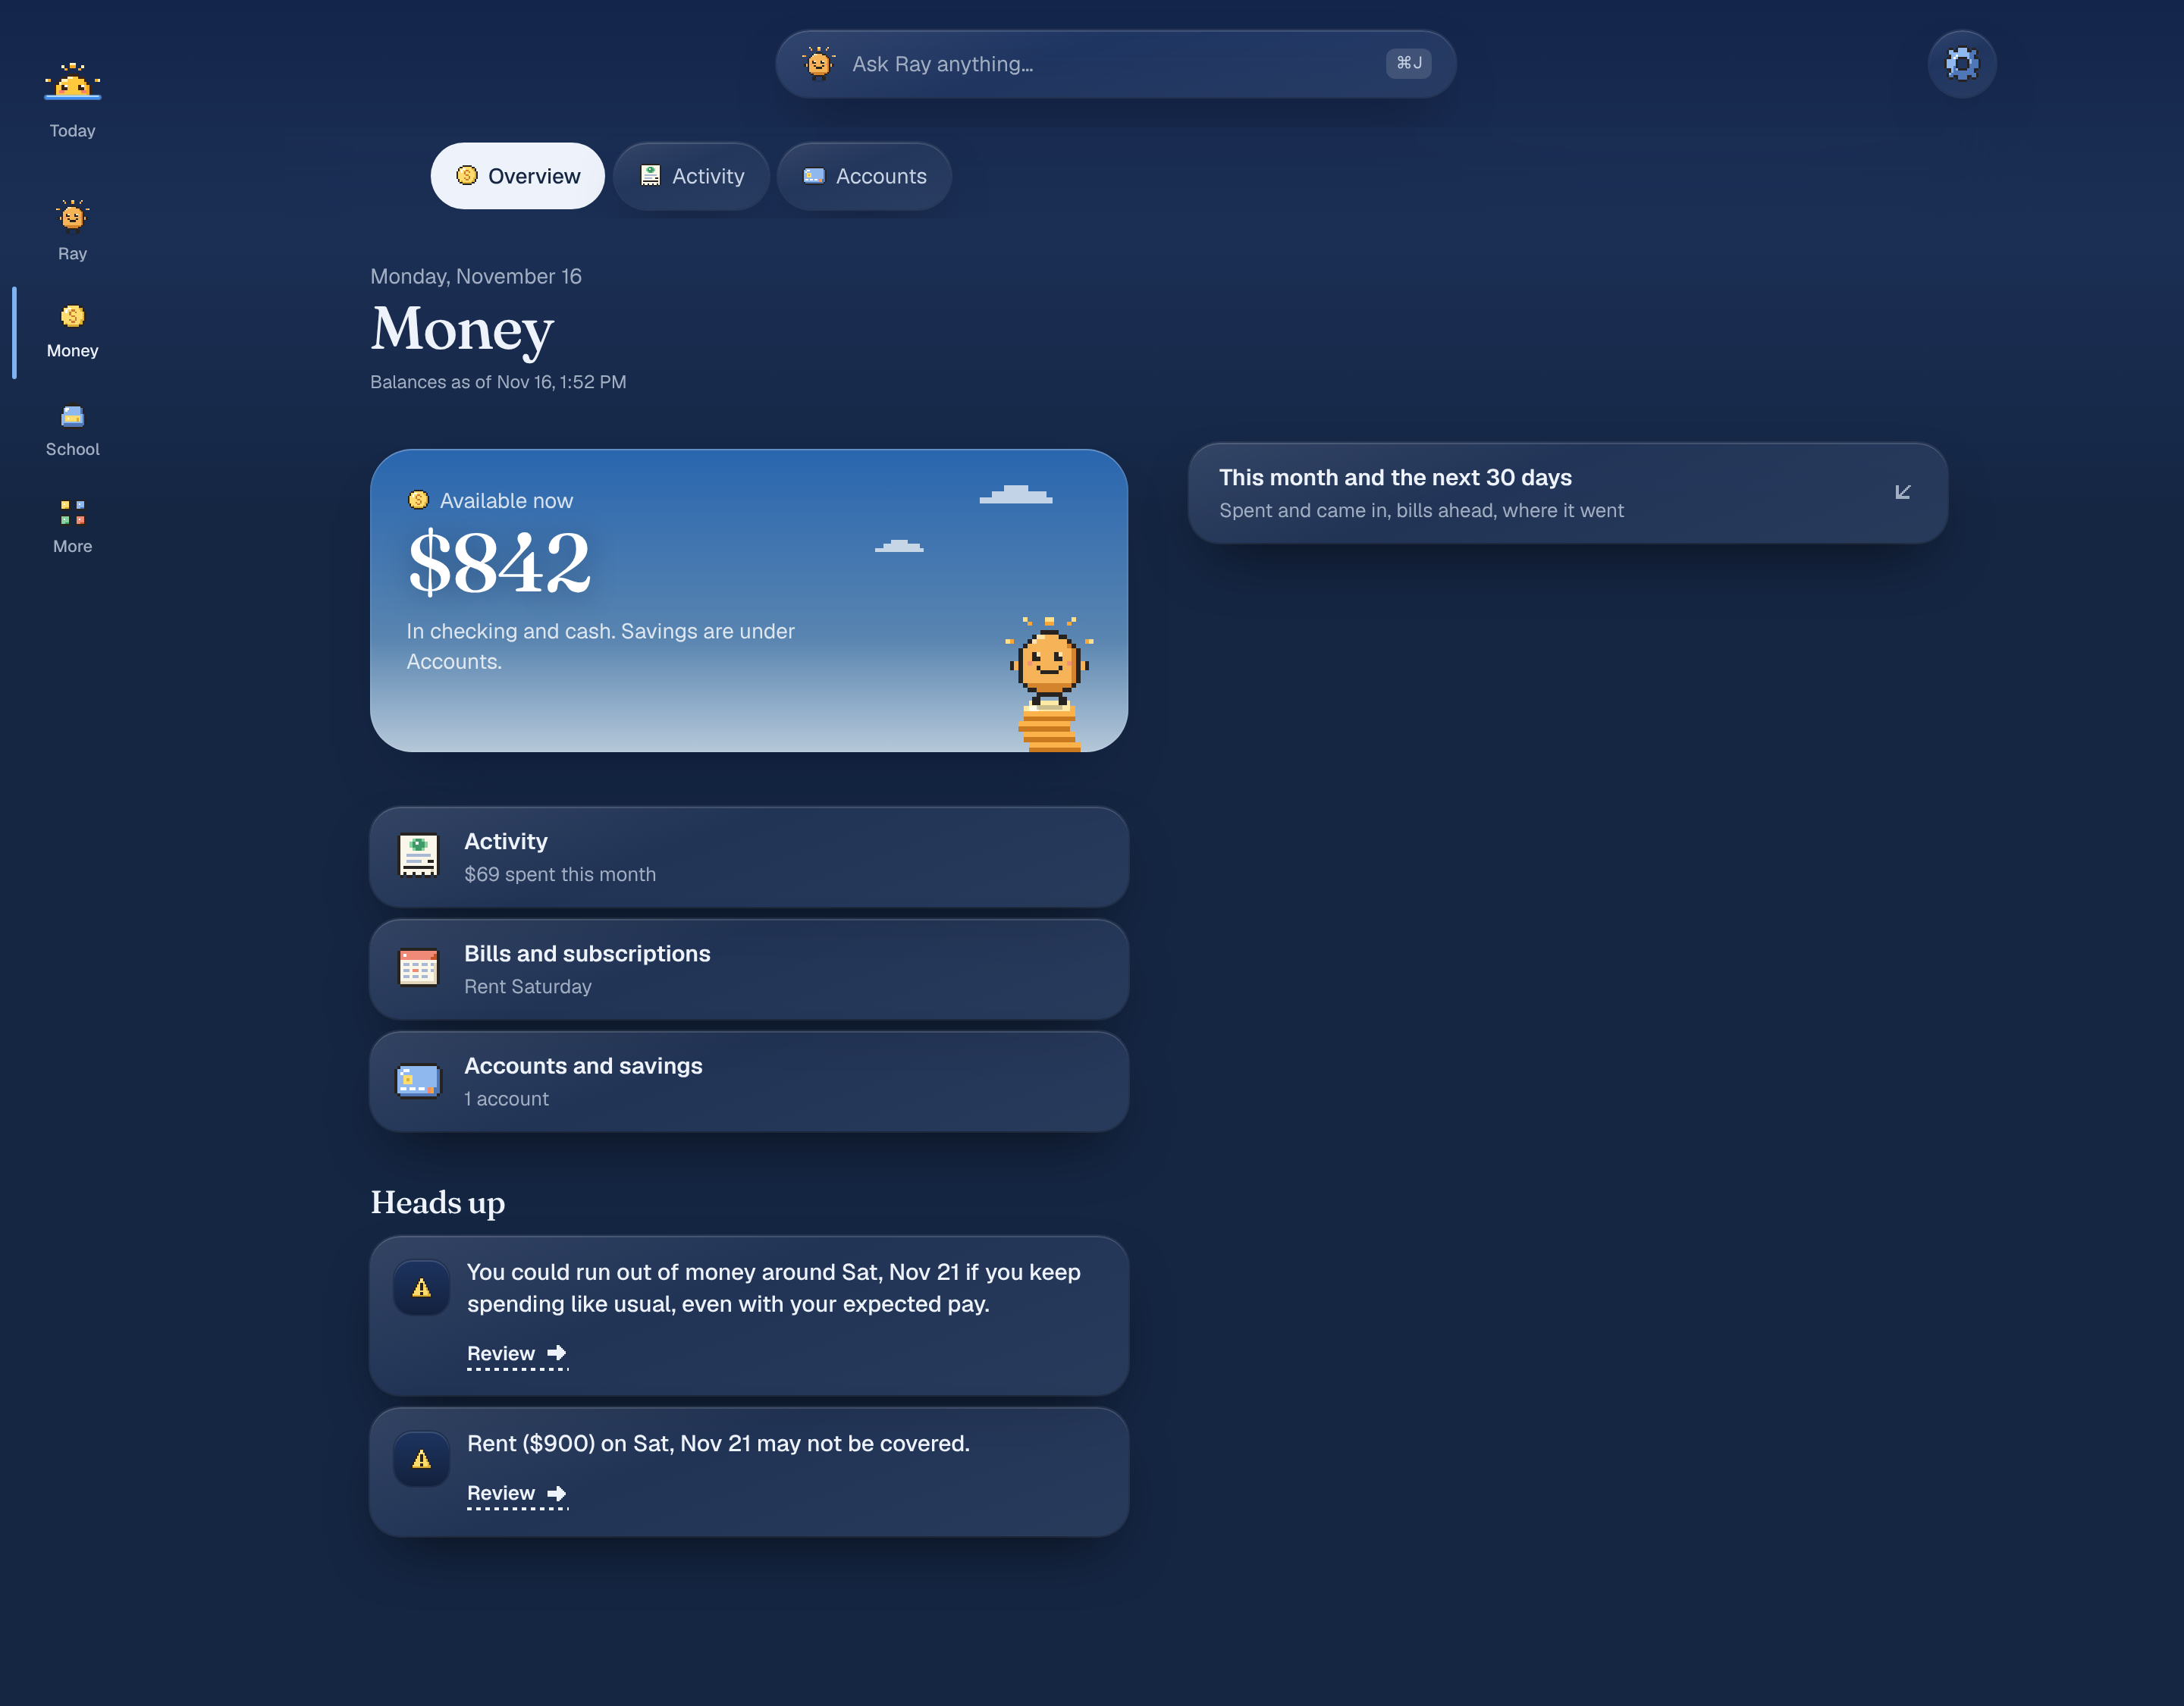 Ask Ray anything...
⌘J
Today
Ray
Money
School
More
Overview
Activity
Accounts
Monday, November 16
Money
Balances as of Nov 16, 1:52 PM
Available now
$842
In checking and cash. Savings are under
Accounts.
This month and the next 30 days
Spent and came in, bills ahead, where it went
Activity
$69 spent this month
Bills and subscriptions
Rent Saturday
Accounts and savings
1 account
Heads up
You could run out of money around Sat, Nov 21 if you keep
spending like usual, even with your expected pay.
Review
Rent ($900) on Sat, Nov 21 may not be covered.
Review